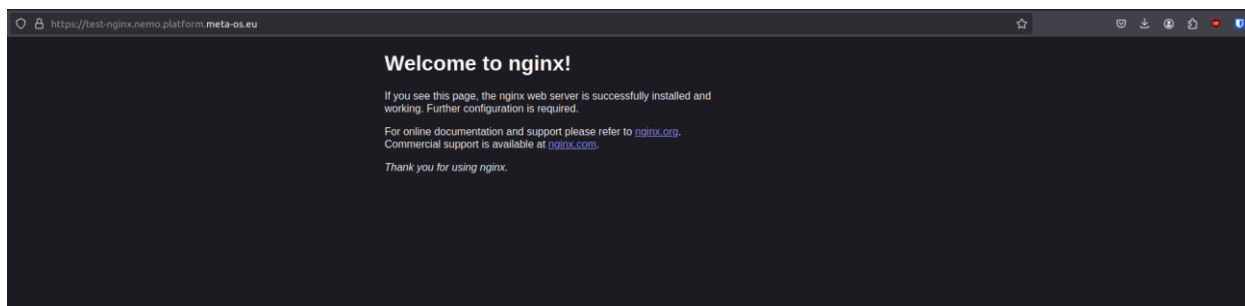 https://test-nginx.nemo.platform.meta-os.eu
Welcome to nginx!
If you see this page, the nginx web server is successfully installed and
working. Further configuration is required.
For online documentation and support please refer to nginx.org.
Commercial support is available at nginx.com.
Thank you for using nginx.